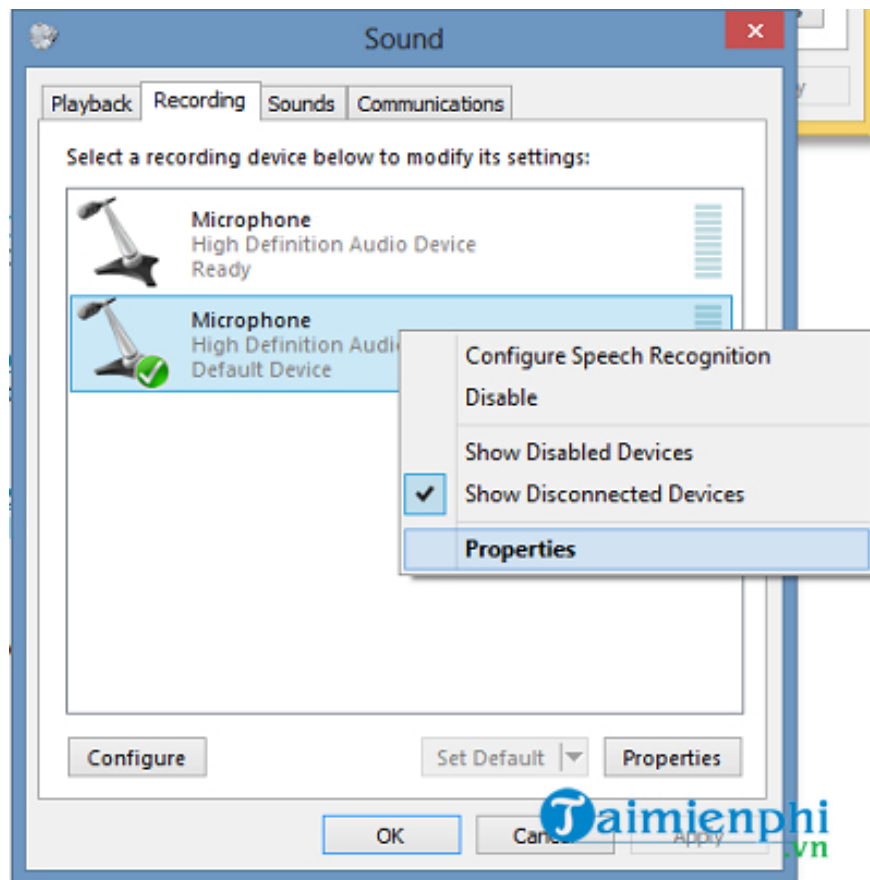 Sound
Playback Recording Sounds Communications
Select a recording device below to modify its settings:
Microphone
High Definition Audio Device
Ready
Microphone
High Definition
Default Device
Configure Speech Recognition
Disable
Show Disabled Devices
Show Disconnected Devices
Properties
Configure Set Default Properties
OK Apply
Taimienphi
.vn